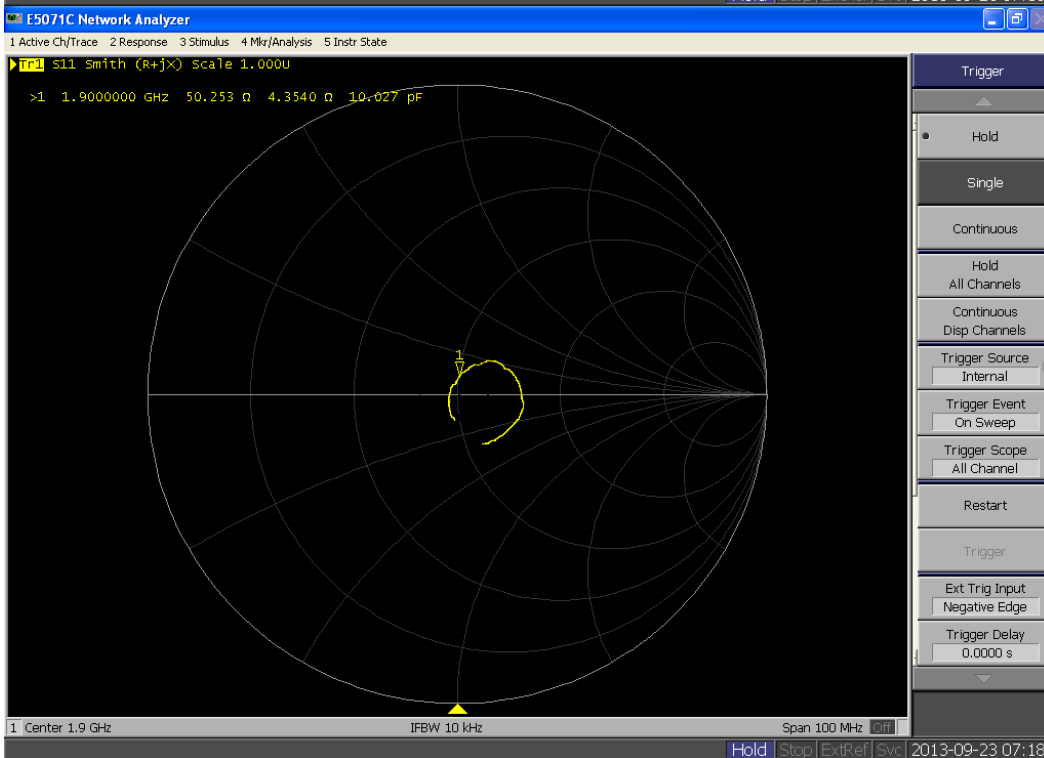 E5071C Network Analyzer
1 Active Ch/Trace 2 Response 3 Stimulus 4 Mkr/Analysis 5 Instr State
Tr1 S11 Smith (R+jX) Scale 1.000U
>1 1.9000000 GHz 50.253 Ω 4.3540 Ω 10.027 pF
1
Trigger
Hold
Single
Continuous
Hold
All Channels
Continuous
Disp Channels
Trigger Source
Internal
Trigger Event
On Sweep
Trigger Scope
All Channel
Restart
Trigger
Ext Trig Input
Negative Edge
Trigger Delay
0.0000 s
1 Center 1.9 GHz IFBW 10 kHz Span 100 MHz Off
Hold Stop ExtRef Svc 2013-09-23 07:18